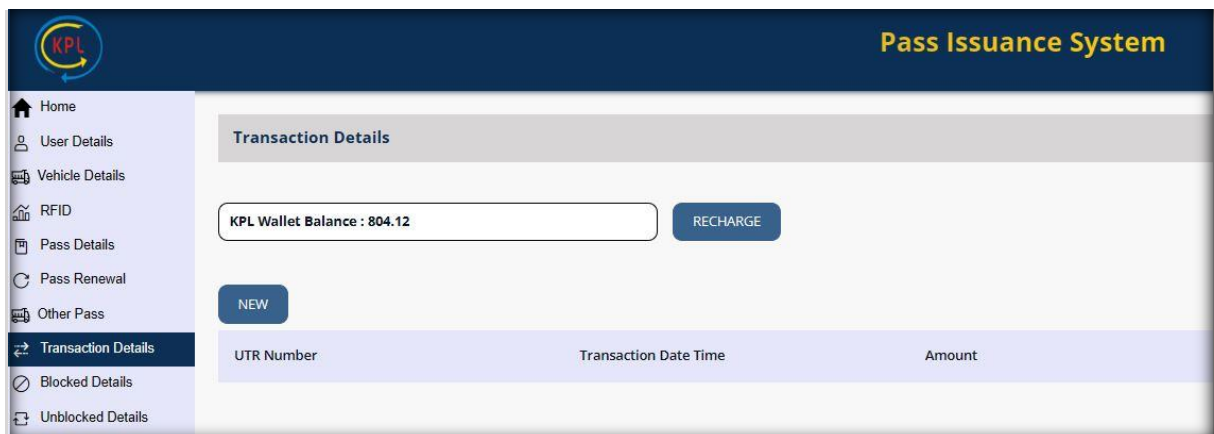 KPL
Pass Issuance System
Home
User Details
Vehicle Details
RFID
Pass Details
Pass Renewal
Other Pass
Transaction Details
Blocked Details
Unblocked Details
Transaction Details
KPL Wallet Balance : 804.12
RECHARGE
NEW
UTR Number Transaction Date Time Amount